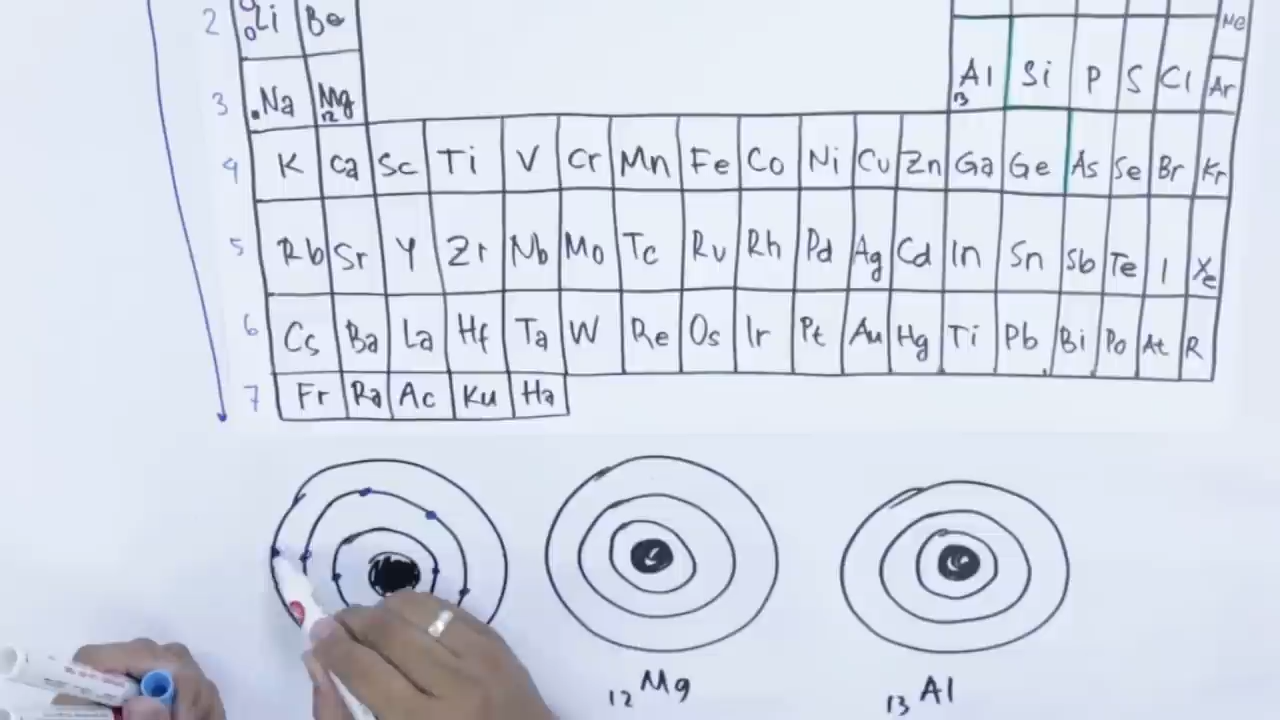 2 Li Be Ne
3 Na Mg 12 Al 13 Si P S Cl Ar
4 K Ca Sc Ti V Cr Mn Fe Co Ni Cu Zn Ga Ge As Se Br Kr
5 Rb Sr Y Zr Nb Mo Tc Ru Rh Pd Ag Cd In Sn Sb Te I Xe
6 Cs Ba La Hf Ta W Re Os Ir Pt Au Hg Ti Pb Bi Po At R
7 Fr Ra Ac Ku Ha
12 Mg 13 Al